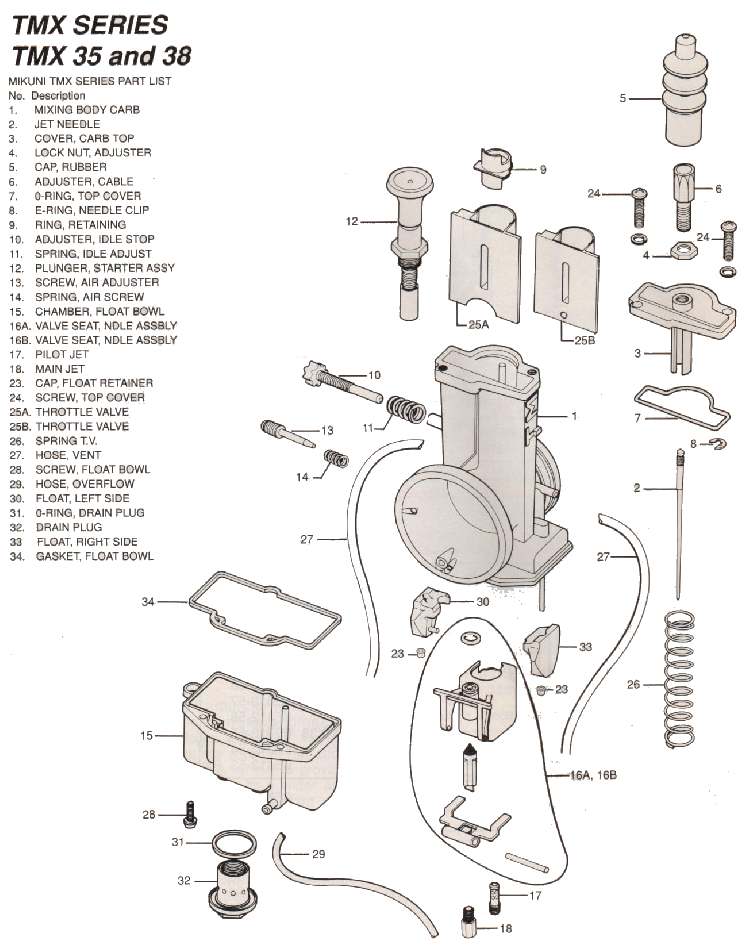 TMX SERIES
TMX 35 and 38
MIKUNI TMX SERIES PART LIST
No. Description
1. MIXING BODY CARB
2. JET NEEDLE
3. COVER, CARB TOP
4. LOCK NUT, ADJUSTER
5. CAP, RUBBER
6. ADJUSTER, CABLE
7. 0-RING, TOP COVER
8. E-RING, NEEDLE CLIP
9. RING, RETAINING
10. ADJUSTER, IDLE STOP
11. SPRING, IDLE ADJUST
12. PLUNGER, STARTER ASSY
13. SCREW, AIR ADJUSTER
14. SPRING, AIR SCREW
15. CHAMBER, FLOAT BOWL
16A. VALVE SEAT, NDLE ASSBLY
16B. VALVE SEAT, NDLE ASSBLY
17. PILOT JET
18. MAIN JET
23. CAP, FLOAT RETAINER
24. SCREW, TOP COVER
25A. THROTTLE VALVE
25B. THROTTLE VALVE
26. SPRING T.V.
27. HOSE, VENT
28. SCREW, FLOAT BOWL
29. HOSE, OVERFLOW
30. FLOAT, LEFT SIDE
31. 0-RING, DRAIN PLUG
32. DRAIN PLUG
33 FLOAT, RIGHT SIDE
34. GASKET, FLOAT BOWL
5
9
24
6
12
24
4
25A
25B
3
10
1
11
7
13
8
14
2
27
27
34
30
33
23
23
26
15
16A, 16B
28
31
29
32
17
18